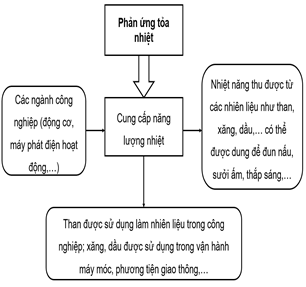 Phản ứng tỏa
nhiệt
Các ngành công
nghiệp (động cơ,
máy phát điện hoạt
động,…)
Cung cấp năng
lượng nhiệt
Nhiệt năng thu được từ
các nhiên liệu như than,
xăng, dầu,… có thể
được dung để đun nấu,
sưởi ấm, thắp sáng,…
Than được sử dụng làm nhiên liệu trong công
nghiệp; xăng, dầu được sử dụng trong vận hành
máy móc, phương tiện giao thông,…